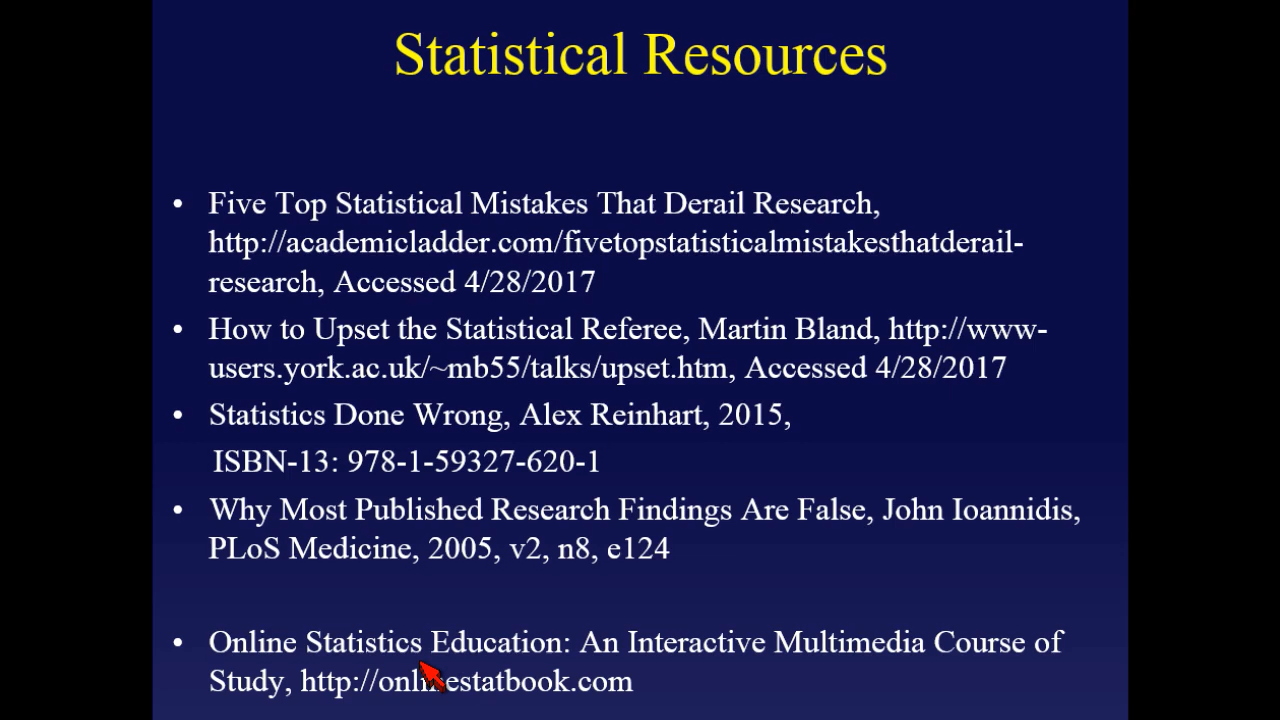 Statistical Resources
• Five Top Statistical Mistakes That Derail Research,
http://academicladder.com/fivetopstatisticalmistakesthatderail-
research, Accessed 4/28/2017
• How to Upset the Statistical Referee, Martin Bland, http://www-
users.york.ac.uk/~mb55/talks/upset.htm, Accessed 4/28/2017
• Statistics Done Wrong, Alex Reinhart, 2015,
ISBN-13: 978-1-59327-620-1
• Why Most Published Research Findings Are False, John Ioannidis,
PLoS Medicine, 2005, v2, n8, e124
• Online Statistics Education: An Interactive Multimedia Course of
Study, http://onlinestatbook.com